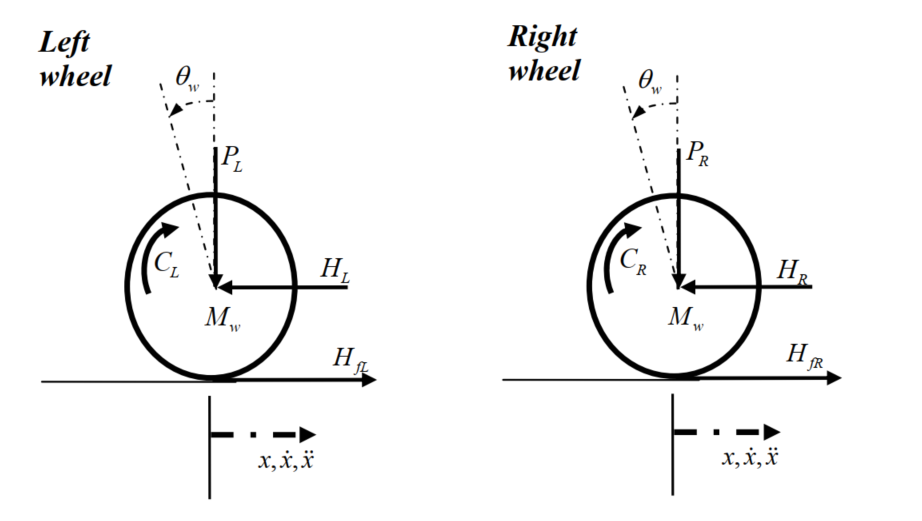 Left
wheel
θw
PL
CL
HL
Mw
HfL
x, ẋ, ẍ
Right
wheel
θw
PR
CR
HR
Mw
HfR
x, ẋ, ẍ